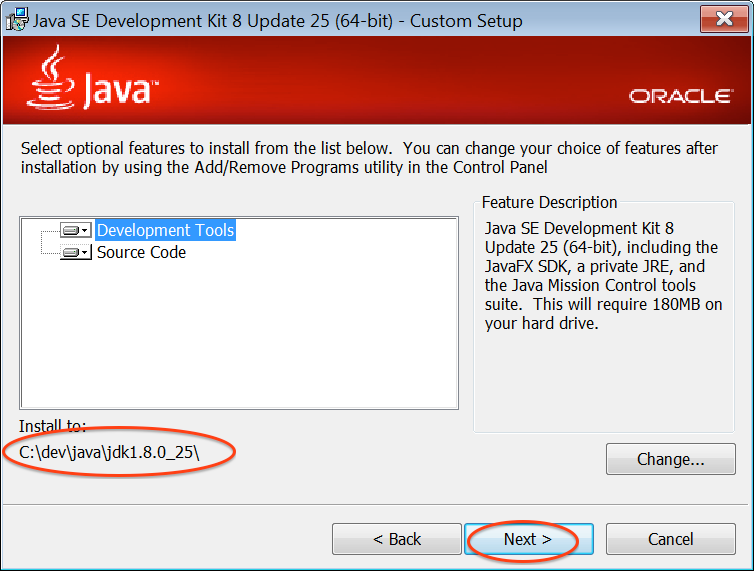 Java SE Development Kit 8 Update 25 (64-bit) - Custom Setup
Java™
ORACLE®
Select optional features to install from the list below.  You can change your choice of features after
installation by using the Add/Remove Programs utility in the Control Panel
Development Tools
Source Code
Feature Description
Java SE Development Kit 8
Update 25 (64-bit), including the
JavaFX SDK, a private JRE, and
the Java Mission Control tools
suite.  This will require 180MB on
your hard drive.
Install to:
C:\dev\java\jdk1.8.0_25\
Change...
< Back
Next >
Cancel